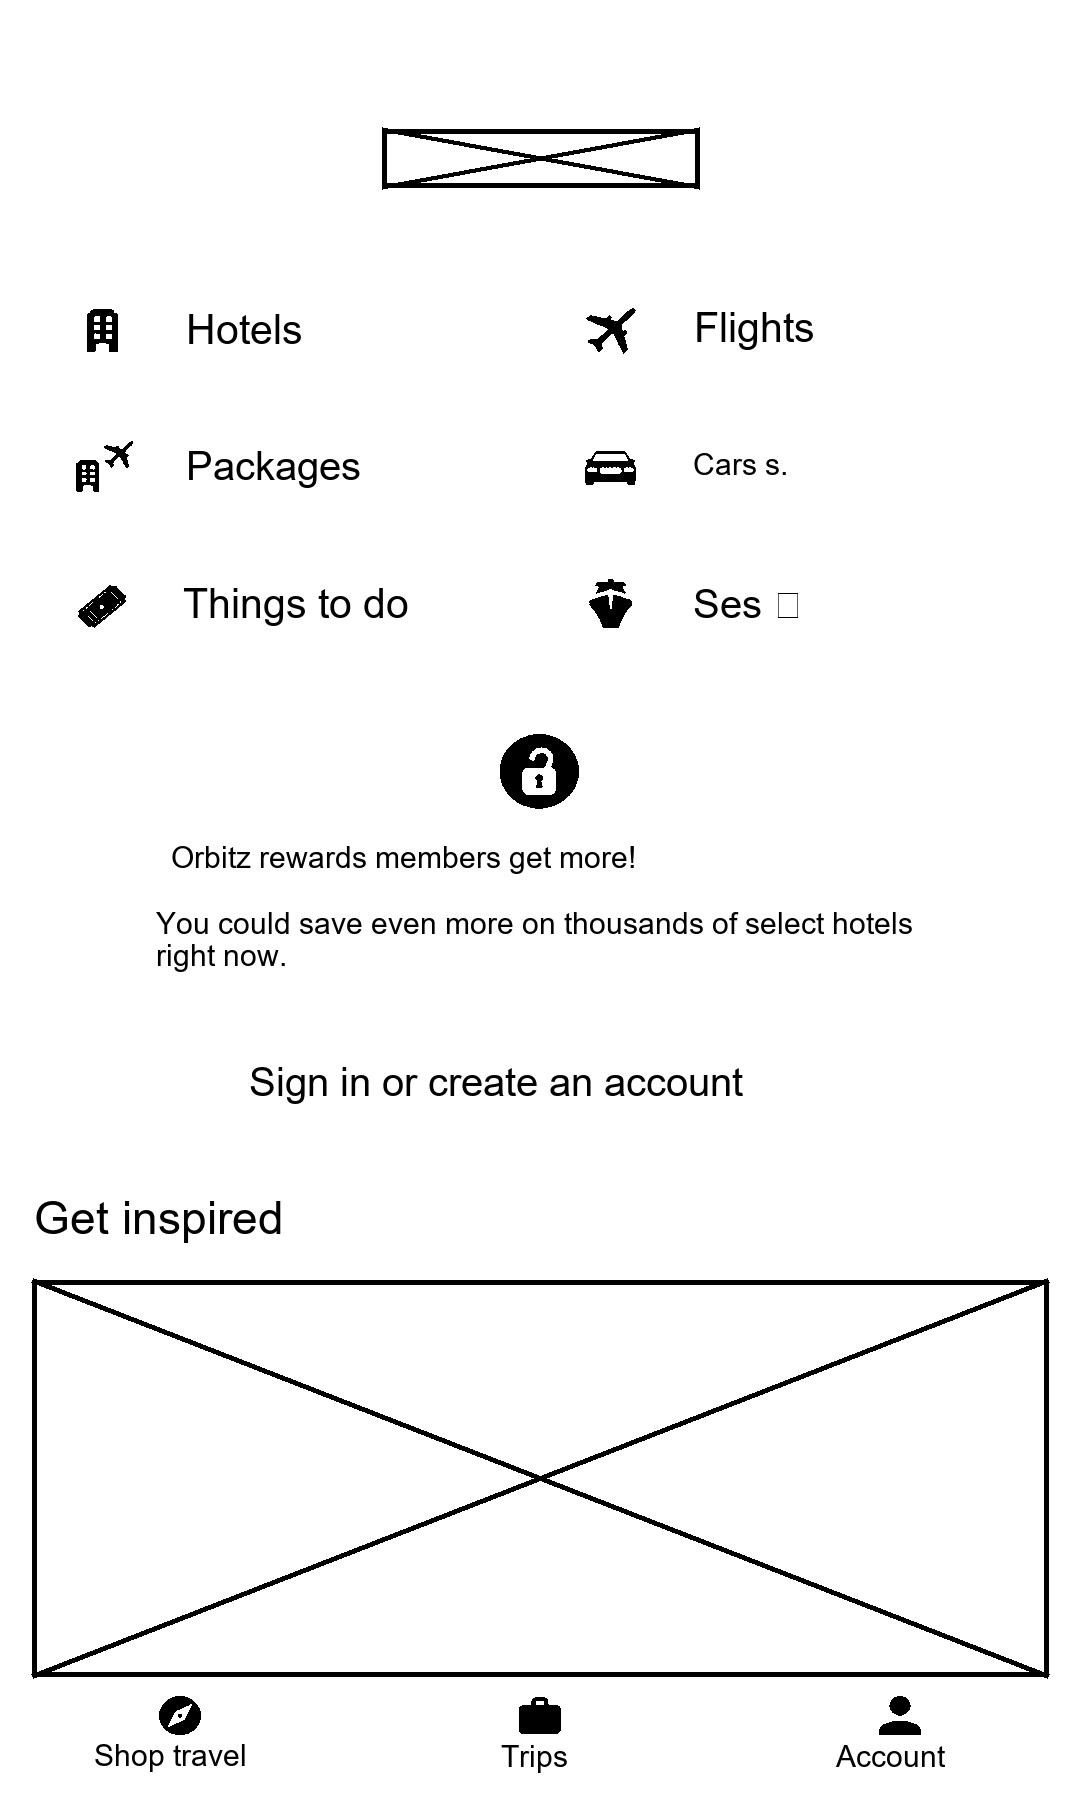 Hotels
Flights
Packages
Cars s.
Things to do
Ses □
Orbitz rewards members get more!
You could save even more on thousands of select hotels
right now.
Sign in or create an account
Get inspired
Shop travel
Trips
Account